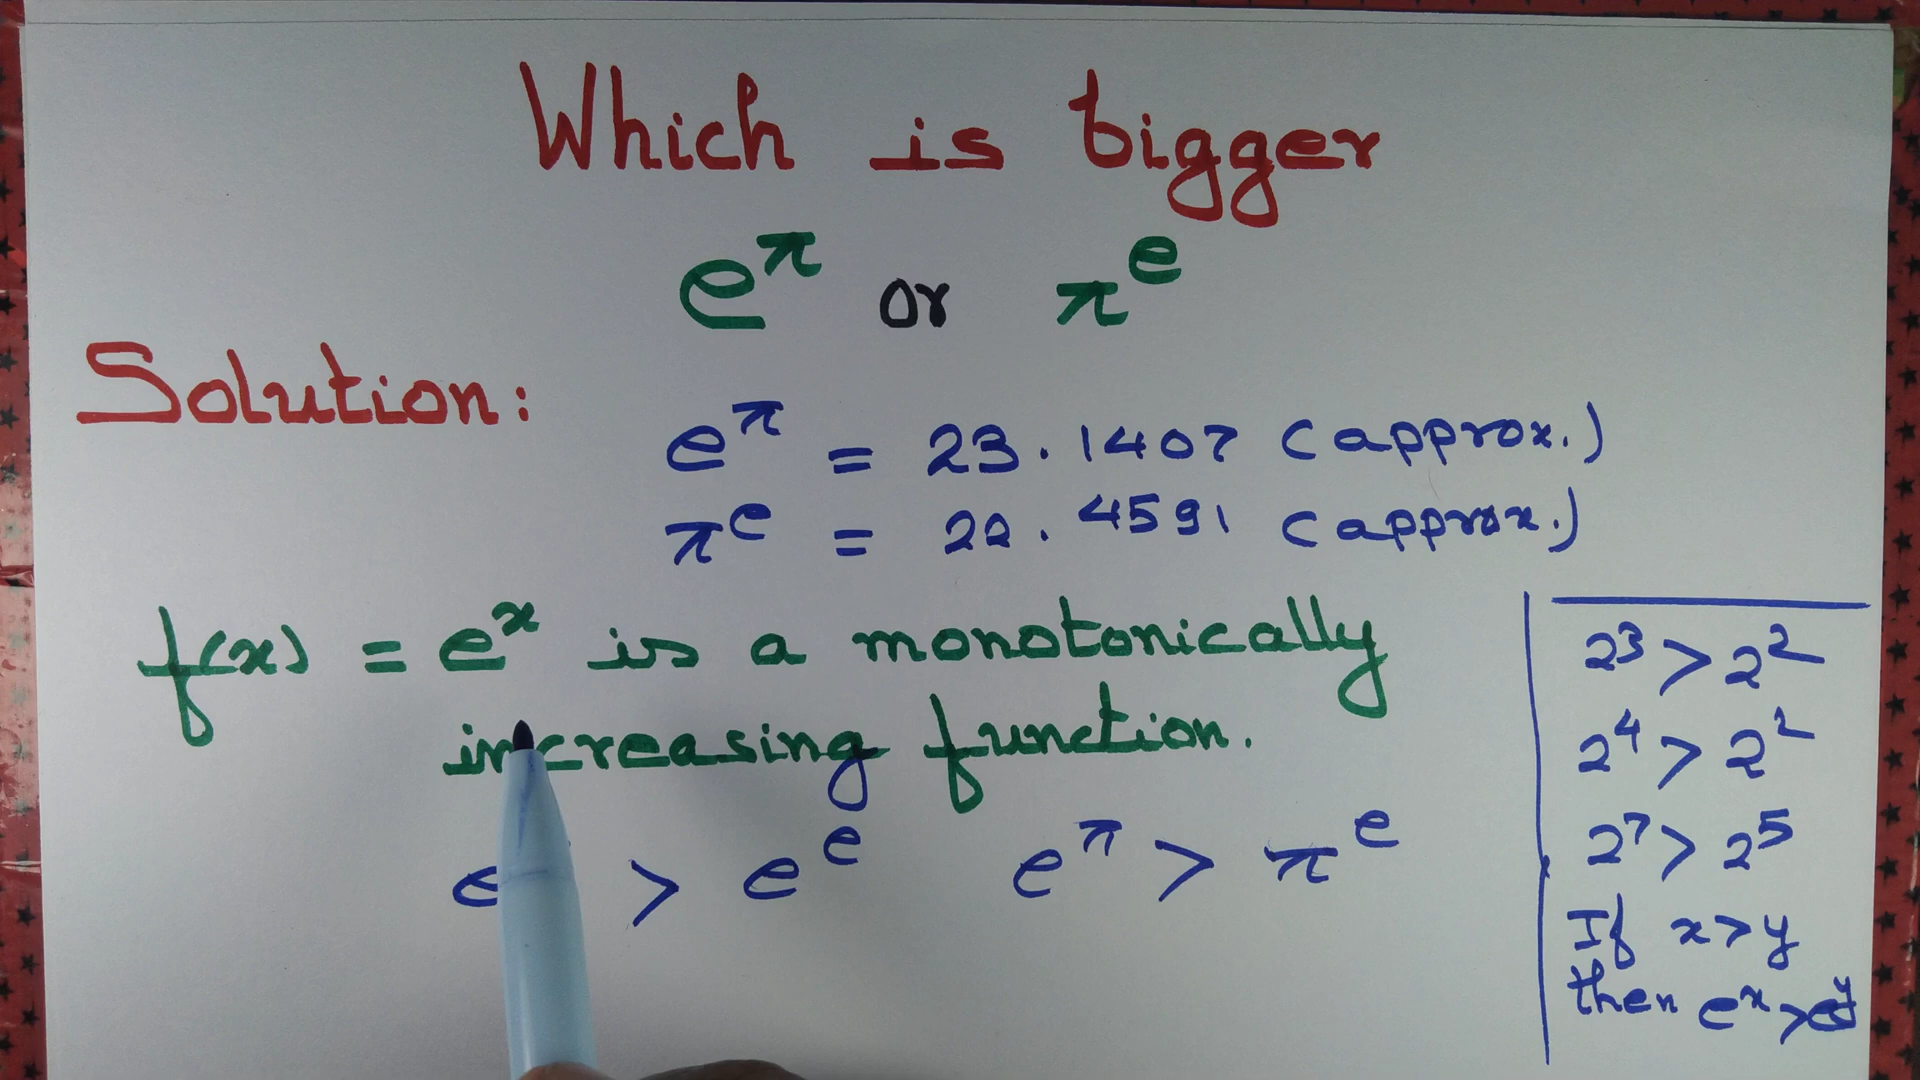 Which is bigger
e^π or π^e
Solution:
e^π = 23.1407 (approx.)
π^e = 22.4591 (approx.)
f(x) = e^x is a monotonically
increasing function.
e > e^e e^π > π^e
2^3 > 2^2
2^4 > 2^2
2^7 > 2^5
If x>y
then e^x>e^y